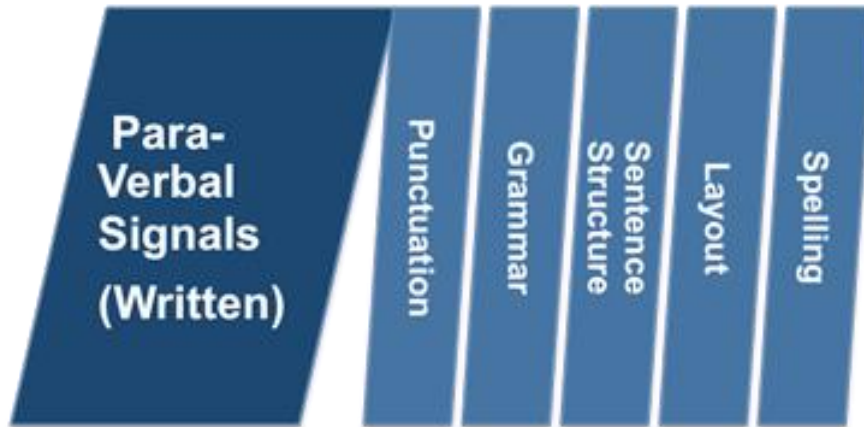 Para-
Verbal
Signals
(Written)
Punctuation
Grammar
Sentence
Structure
Layout
Spelling